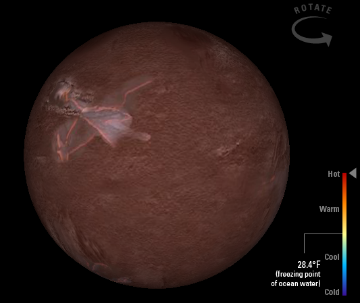 ROTATE
Hot
Warm
28.4°F
(freezing point
of ocean water)
Cool
Cold